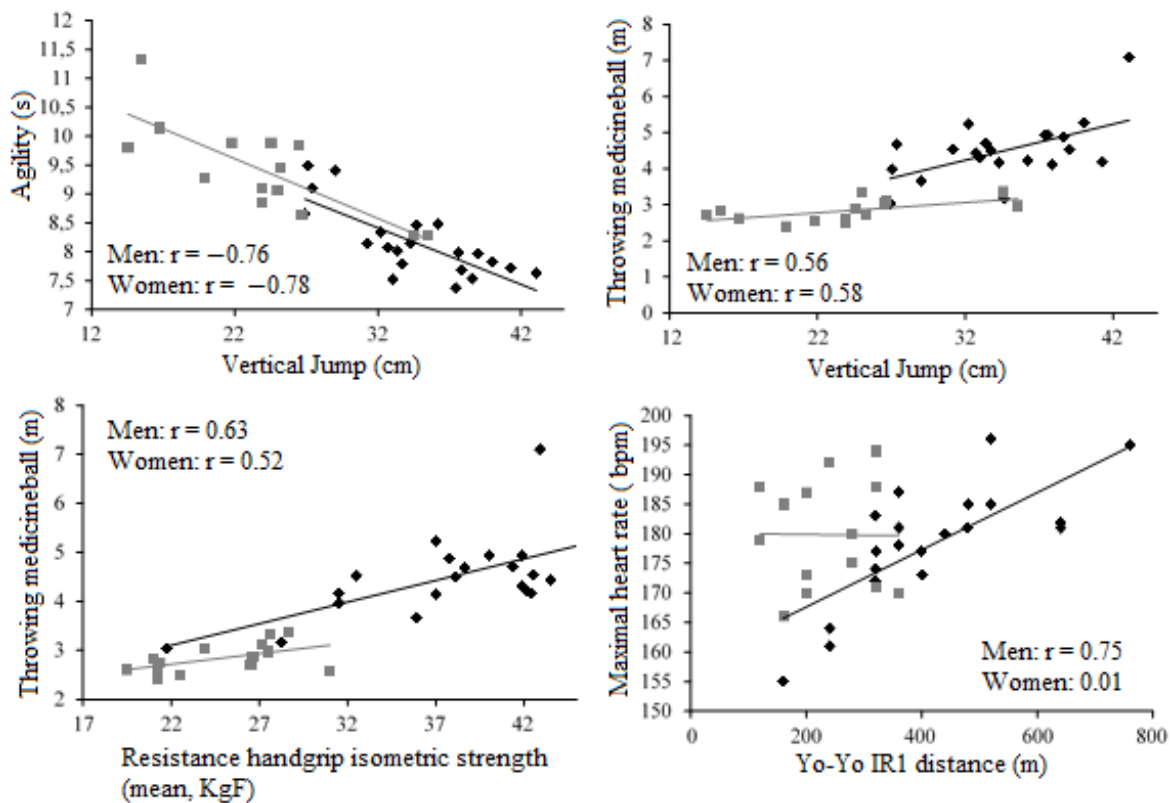 Agility (s)
11,5
11
10,5
10
9,5
9
8,5
8
7,5
7
Men: r = −0.76
Women: r = −0.78
12 22 32 42
Vertical Jump (cm)
Throwing medicineball (m)
8
7
6
5
4
3
2
1
0
Men: r = 0.56
Women: r = 0.58
12 22 32 42
Vertical Jump (cm)
Throwing medicineball (m)
8
7
6
5
4
3
2
Men: r = 0.63
Women: r = 0.52
17 22 27 32 37 42
Resistance handgrip isometric strength
(mean, KgF)
Maximal heart rate ( bpm)
200
195
190
185
180
175
170
165
160
155
150
Men: r = 0.75
Women: 0.01
0 200 400 600 800
Yo-Yo IR1 distance (m)